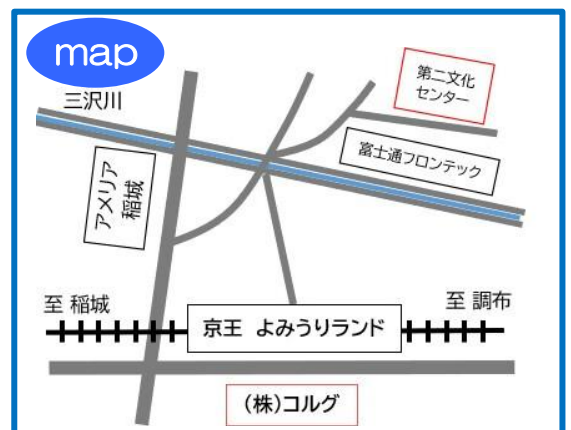 map
第二文化
センター
三沢川
富士通フロンテック
アメリア
稲城
至 稲城
至 調布
京王 よみうりランド
(株)コルグ